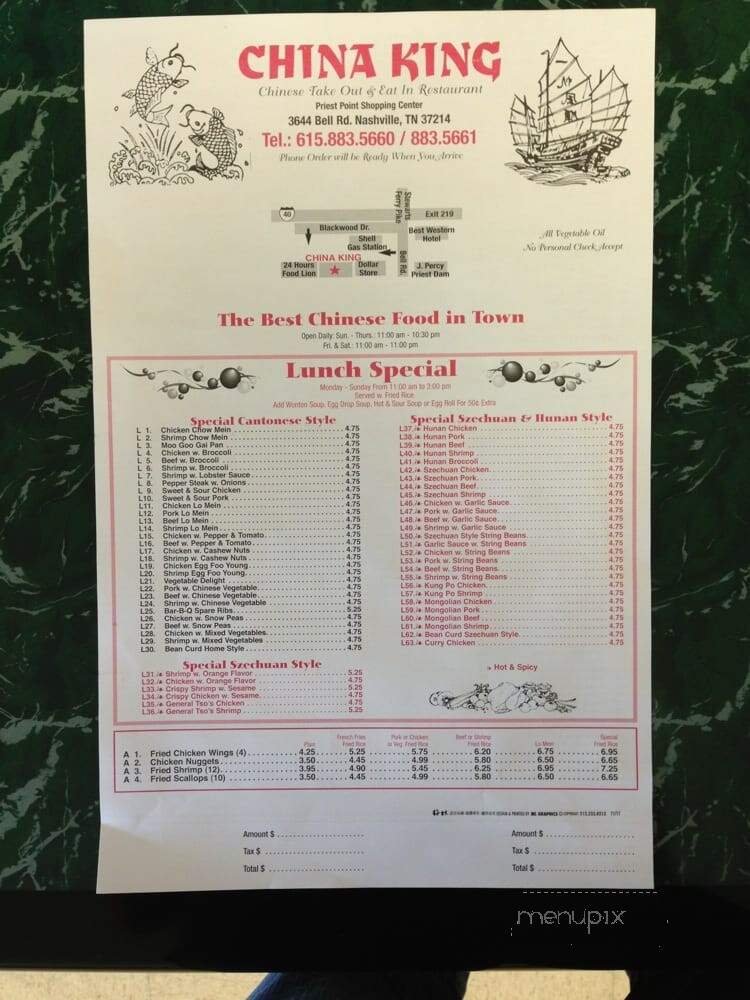 CHINA KING
Chinese Take Out & Eat In Restaurant
Priest Point Shopping Center
3644 Bell Rd. Nashville, TN 37214
Tel.: 615.883.5660 / 883.5661
Phone Order will be Ready When You Arrive
40
Stewarts Ferry Pike
Exit 219
Blackwood Dr.
Best Western Hotel
Shell Gas Station
CHINA KING
24 Hours Food Lion
Dollar Store
Bell Rd.
J. Percy Priest Dam
All Vegetable Oil
No Personal Check Accept
The Best Chinese Food in Town
Open Daily: Sun. - Thurs.: 11:00 am - 10:30 pm
Fri. & Sat.: 11:00 am - 11:00 pm
Lunch Special
Monday - Sunday From 11:00 am to 3:00 pm
Served w. Fried Rice
Add Wonton Soup, Egg Drop Soup, Hot & Sour Soop or Egg Roll For 50¢ Extra
Special Cantonese Style
L 1. Chicken Chow Mein 4.75
L 2. Shrimp Chow Mein 4.75
L 3. Moo Goo Gai Pan 4.75
L 4. Chicken w. Broccoli 4.75
L 5. Beef w. Broccoli 4.75
L 6. Shrimp w. Broccoli 4.75
L 7. Shrimp w. Lobster Sauce 4.75
L 8. Pepper Steak w. Onions 4.75
L 9. Sweet & Sour Chicken 4.75
L10. Sweet & Sour Pork 4.75
L11. Chicken Lo Mein 4.75
L12. Pork Lo Mein 4.75
L13. Beef Lo Mein 4.75
L14. Shrimp Lo Mein 4.75
L15. Chicken w. Pepper & Tomato 4.75
L16. Beef w. Pepper & Tomato 4.75
L17. Chicken w. Cashew Nuts 4.75
L18. Shrimp w. Cashew Nuts 4.75
L19. Chicken Egg Foo Young 4.75
L20. Shrimp Egg Foo Young 4.75
L21. Vegetable Delight 4.75
L22. Pork w. Chinese Vegetable 4.75
L23. Beef w. Chinese Vegetable 4.75
L24. Shrimp w. Chinese Vegetable 4.75
L25. Bar-B-Q Spare Ribs 5.25
L26. Chicken w. Snow Peas 4.75
L27. Beef w. Snow Peas 4.75
L28. Chicken w. Mixed Vegetables 4.75
L29. Shrimp w. Mixed Vegetables 4.75
L30. Bean Curd Home Style 4.75
Special Szechuan Style
L31. Shrimp w. Orange Flavor 5.25
L32. Chicken w. Orange Flavor 4.75
L33. Crispy Shrimp w. Sesame 5.25
L34. Crispy Chicken w. Sesame 4.75
L35. General Tso's Chicken 4.75
L36. General Tso's Shrimp 5.25
Special Szechuan & Hunan Style
L37. Hunan Chicken 4.75
L38. Hunan Pork 4.75
L39. Hunan Beef 4.75
L40. Hunan Shrimp 4.75
L41. Hunan Broccoli 4.75
L42. Szechuan Chicken 4.75
L43. Szechuan Pork 4.75
L44. Szechuan Beef 4.75
L45. Szechuan Shrimp 4.75
L46. Chicken w. Garlic Sauce 4.75
L47. Pork w. Garlic Sauce 4.75
L48. Beef w. Garlic Sauce 4.75
L49. Shrimp w. Garlic Sauce 4.75
L50. Szechuan Style String Beans 4.75
L51. Garlic Sauce w. String Beans 4.75
L52. Chicken w. String Beans 4.75
L53. Pork w. String Beans 4.75
L54. Beef w. String Beans 4.75
L55. Shrimp w. String Beans 4.75
L56. Kung Po Chicken 4.75
L57. Kung Po Shrimp 4.75
L58. Mongolian Chicken 4.75
L59. Mongolian Pork 4.75
L60. Mongolian Beef 4.75
L61. Mongolian Shrimp 4.75
L62. Bean Curd Szechuan Style 4.75
L63. Curry Chicken 4.75
Hot & Spicy
Plain French Fries Fried Rice Pork or Chicken or Veg. Fried Rice Beef or Shrimp Fried Rice Lo Mein Special Fried Rice
A 1. Fried Chicken Wings (4) 4.25 5.25 5.75 6.20 6.75 6.95
A 2. Chicken Nuggets 3.50 4.45 4.99 5.80 6.50 6.65
A 3. Fried Shrimp (12) 3.95 4.90 5.45 6.25 6.95 7.25
A 4. Fried Scallops (10) 3.50 4.45 4.99 5.80 6.50 6.65
Amount $
Tax $
Total $
Amount $
Tax $
Total $
menupix